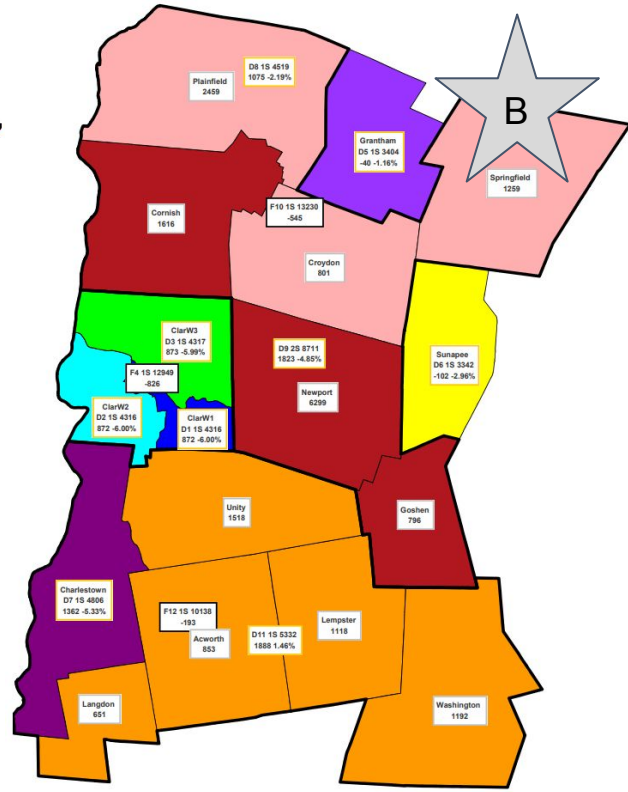 B
D8 1S 4519
1075 -2.19%
Plainfield
2459
Grantham
D5 1S 3404
-40 -1.16%
Springfield
1259
Cornish
1616
F10 1S 13230
-545
Croydon
801
ClarW3
D3 1S 4317
873 -5.99%
D9 2S 8711
1823 -4.85%
Sunapee
D6 1S 3342
-102 -2.96%
F4 1S 12949
-826
Newport
6299
ClarW2
D2 1S 4316
872 -6.00%
ClarW1
D1 1S 4316
872 -6.00%
Unity
1518
Goshen
796
Charlestown
D7 1S 4806
1362 -5.33%
F12 1S 10138
-193
Acworth
853
D11 1S 5332
1888 1.46%
Lempster
1118
Langdon
651
Washington
1192